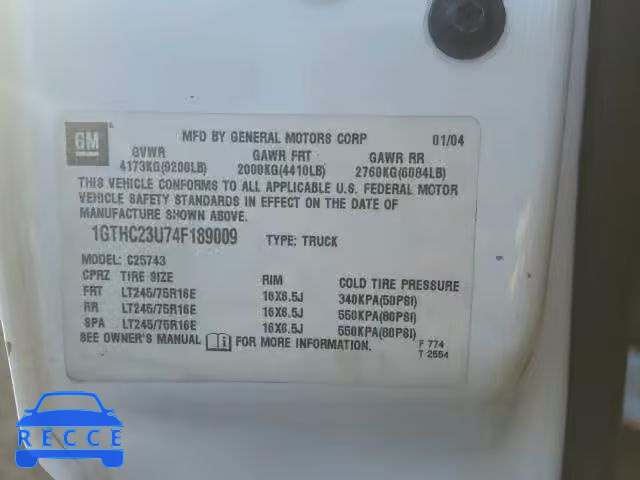 GM
MFD BY GENERAL MOTORS CORP 01/04
GVWR GAWR FRT GAWR RR
4173KG(9200LB) 2000KG(4410LB) 2760KG(6084LB)
THIS VEHICLE CONFORMS TO ALL APPLICABLE U.S. FEDERAL MOTOR
VEHICLE SAFETY STANDARDS IN EFFECT ON THE DATE OF
MANUFACTURE SHOWN ABOVE.
1GTHC23U74F189009 TYPE: TRUCK
MODEL: C25743
CPRZ TIRE SIZE RIM COLD TIRE PRESSURE
FRT LT245/75R16E 16X6.5J 340KPA(50PSI)
RR LT245/75R16E 16X6.5J 550KPA(80PSI)
SPA LT245/75R16E 16X6.5J 550KPA(80PSI)
SEE OWNER'S MANUAL FOR MORE INFORMATION.
F 774
T 2554
RECCE